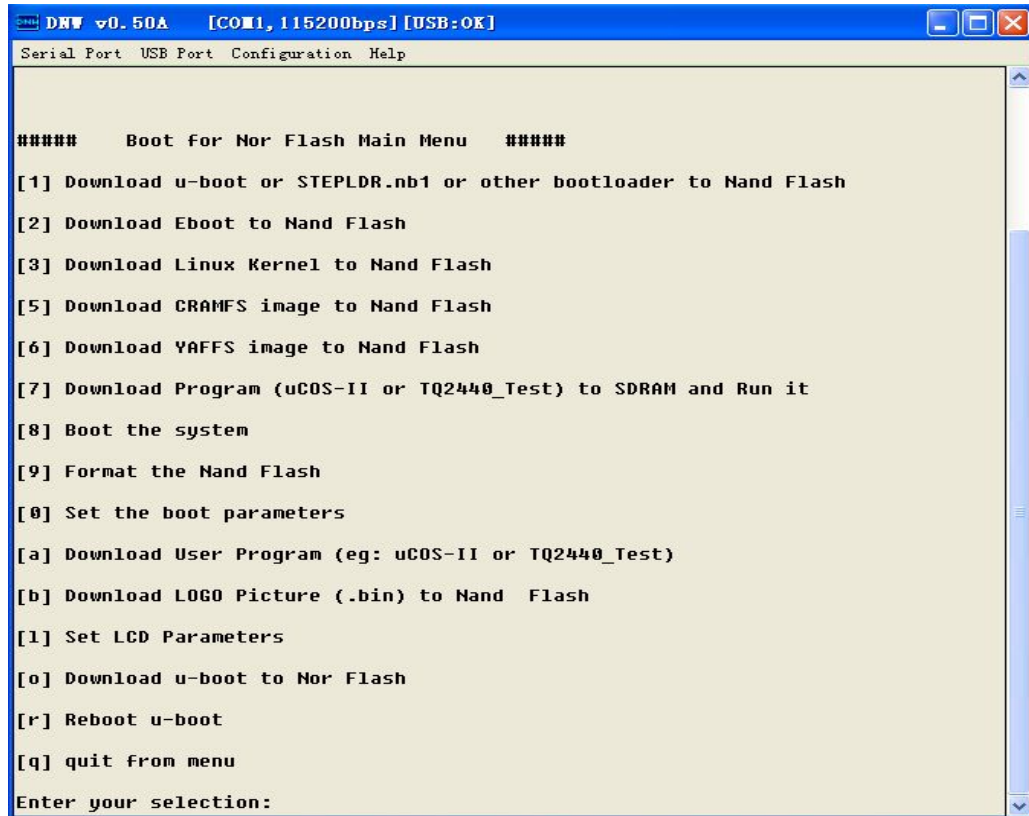 DNW v0.50A [COM1,115200bps][USB:OK]
Serial Port USB Port Configuration Help
##### Boot for Nor Flash Main Menu #####
[1] Download u-boot or STEPLDR.nb1 or other bootloader to Nand Flash
[2] Download Eboot to Nand Flash
[3] Download Linux Kernel to Nand Flash
[5] Download CRAMFS image to Nand Flash
[6] Download YAFFS image to Nand Flash
[7] Download Program (uCOS-II or TQ2440_Test) to SDRAM and Run it
[8] Boot the system
[9] Format the Nand Flash
[0] Set the boot parameters
[a] Download User Program (eg: uCOS-II or TQ2440_Test)
[b] Download LOGO Picture (.bin) to Nand  Flash
[l] Set LCD Parameters
[o] Download u-boot to Nor Flash
[r] Reboot u-boot
[q] quit from menu
Enter your selection: